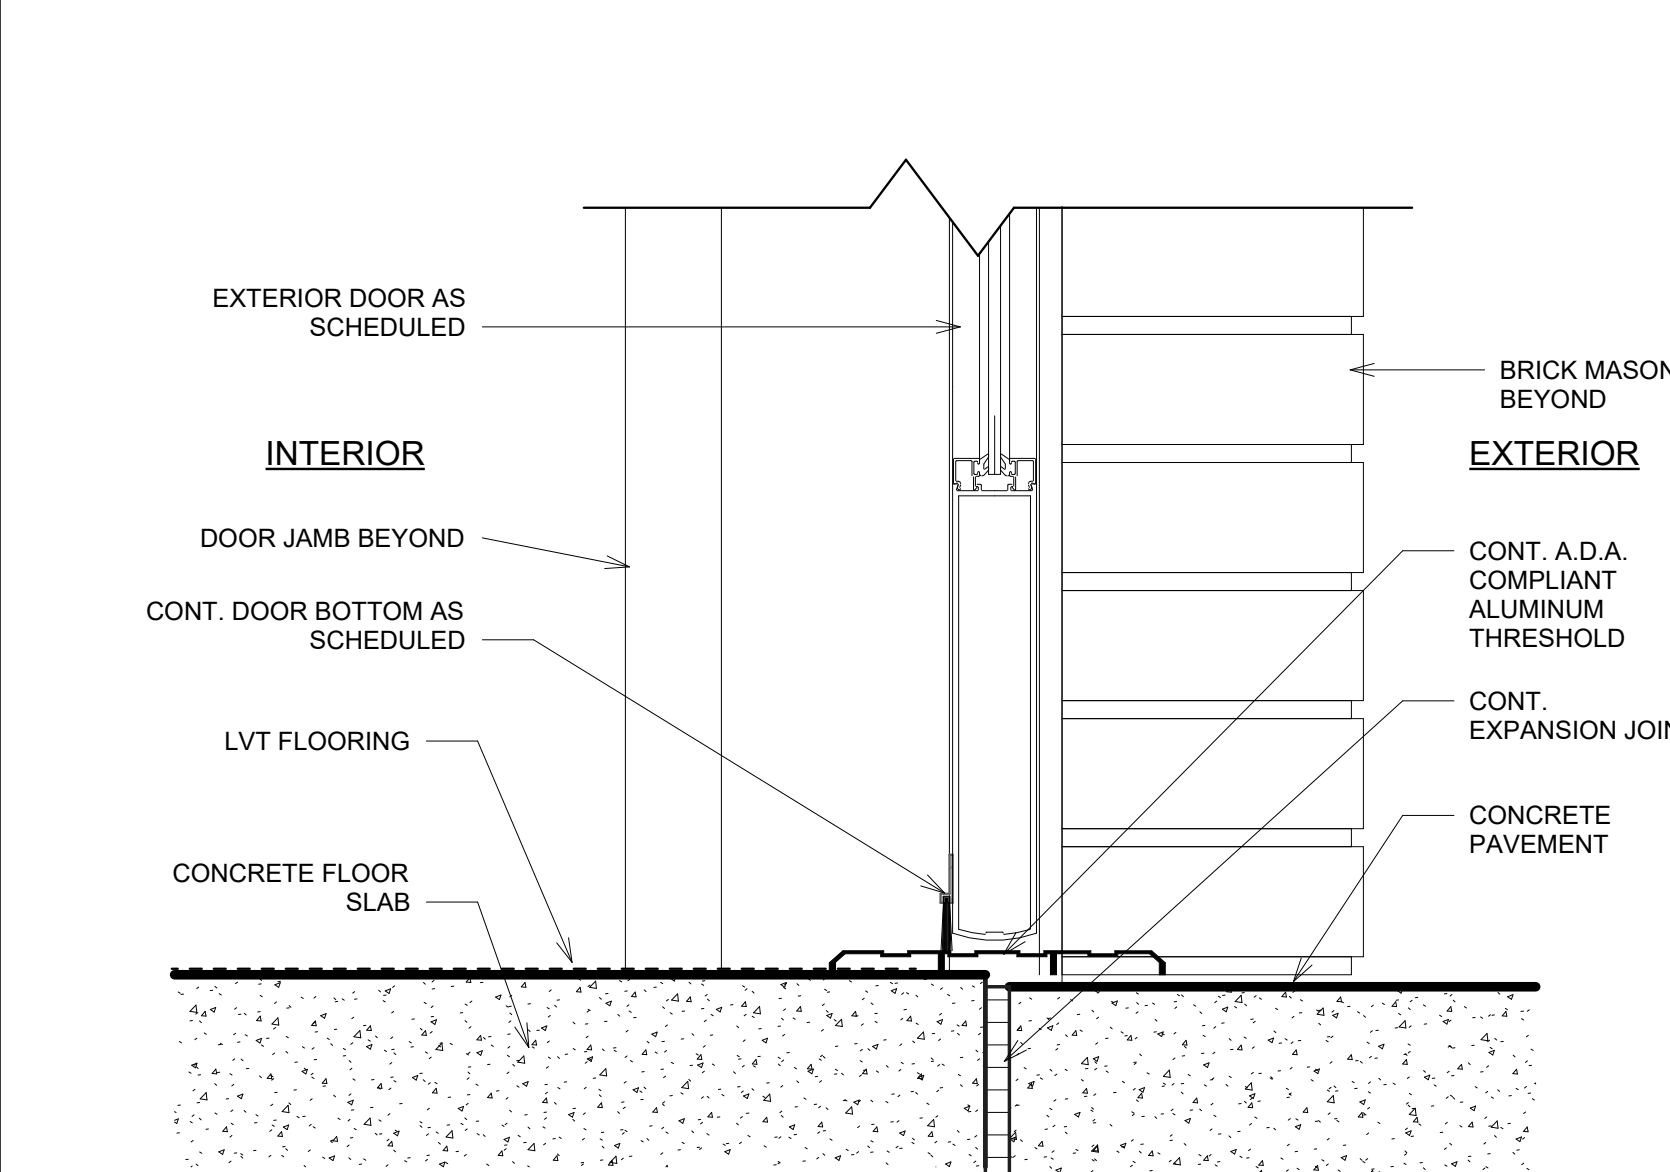 EXTERIOR DOOR AS
SCHEDULED
INTERIOR
DOOR JAMB BEYOND
CONT. DOOR BOTTOM AS
SCHEDULED
LVT FLOORING
CONCRETE FLOOR
SLAB
BRICK MASON
BEYOND
EXTERIOR
CONT. A.D.A.
COMPLIANT
ALUMINUM
THRESHOLD
CONT.
EXPANSION JOIN
CONCRETE
PAVEMENT